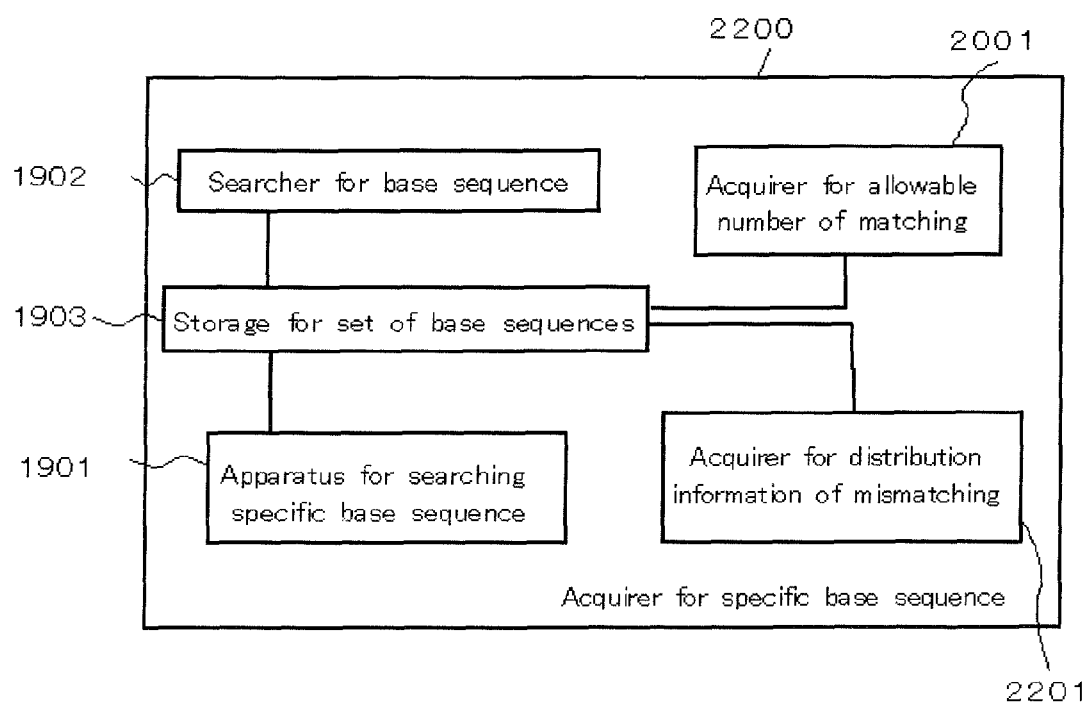 2200
2001
1902
Searcher for base sequence
Acquirer for allowable
number of matching
1903
Storage for set of base sequences
1901
Apparatus for searching
specific base sequence
Acquirer for distribution
information of mismatching
Acquirer for specific base sequence
2201